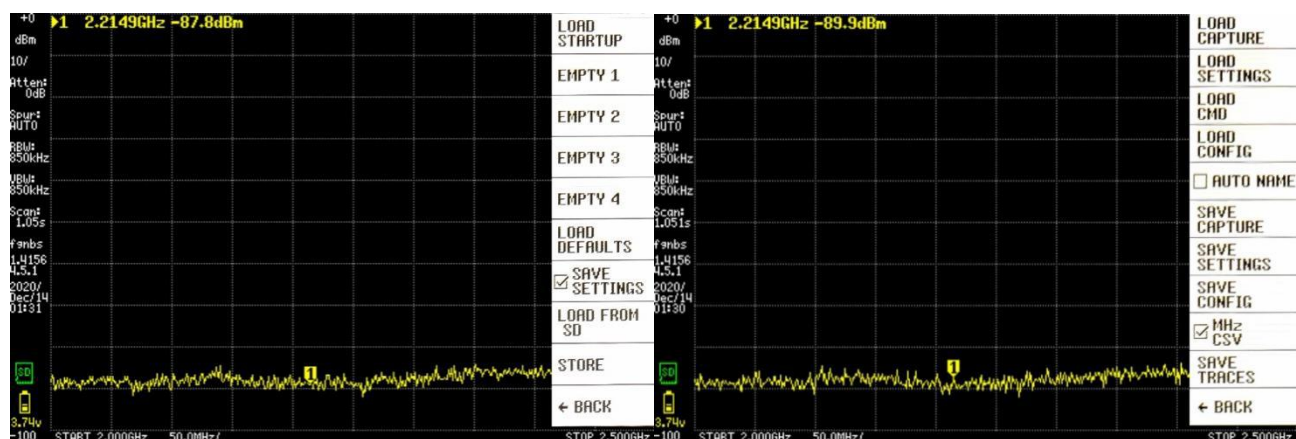 +0
dBm
10/
Atten:
0dB
Spur:
AUTO
RBW:
850kHz
VBW:
850kHz
Scan:
1.05s
fgnbs
1.4156
4.5.1
2020/
Dec/14
01:31
SD
3.74v
-100
1 2.2149GHz -87.8dBm
1
START 2.000GHz 50.0MHz/ STOP 2.500GHz
LOAD
STARTUP
EMPTY 1
EMPTY 2
EMPTY 3
EMPTY 4
LOAD
DEFAULTS
SAVE
SETTINGS
LOAD FROM
SD
STORE
← BACK
+0
dBm
10/
Atten:
0dB
Spur:
AUTO
RBW:
850kHz
VBW:
850kHz
Scan:
1.051s
fgnbs
1.4156
4.5.1
2020/
Dec/14
01:30
SD
3.74v
-100
1 2.2149GHz -89.9dBm
1
START 2.000GHz 50.0MHz/ STOP 2.500GHz
LOAD
CAPTURE
LOAD
SETTINGS
LOAD
CMD
LOAD
CONFIG
AUTO NAME
SAVE
CAPTURE
SAVE
SETTINGS
SAVE
CONFIG
MHz
CSV
SAVE
TRACES
← BACK